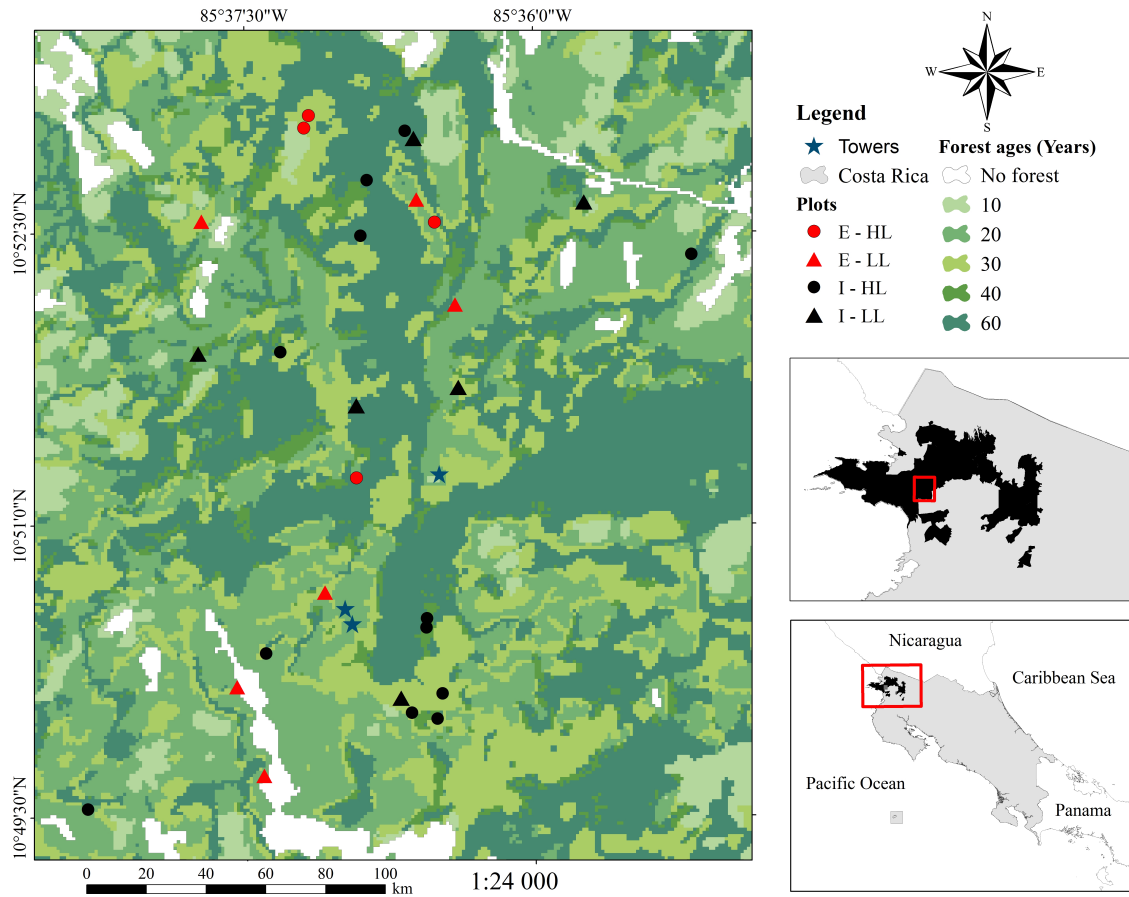 85°37'30"W 85°36'0"W
10°52'30"N
10°51'0"N
10°49'30"N
0 20 40 60 80 100
km
1:24 000
N
W E
S
Legend
Towers
Costa Rica
Plots
E - HL
E - LL
I - HL
I - LL
Forest ages (Years)
No forest
10
20
30
40
60
Nicaragua
Caribbean Sea
Pacific Ocean
Panama